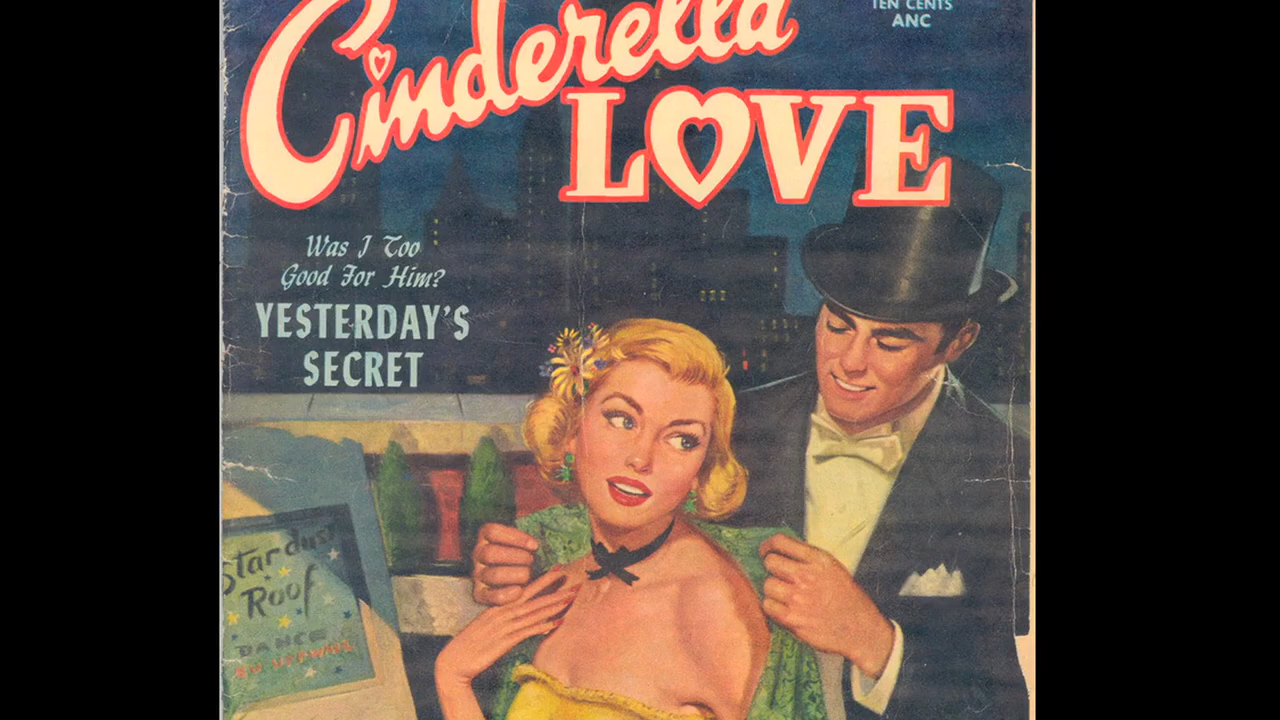 Cinderella
TEN CENTS
ANC
LOVE
Was I Too
Good For Him?
YESTERDAY'S
SECRET
Stardust
Roof
DANCE